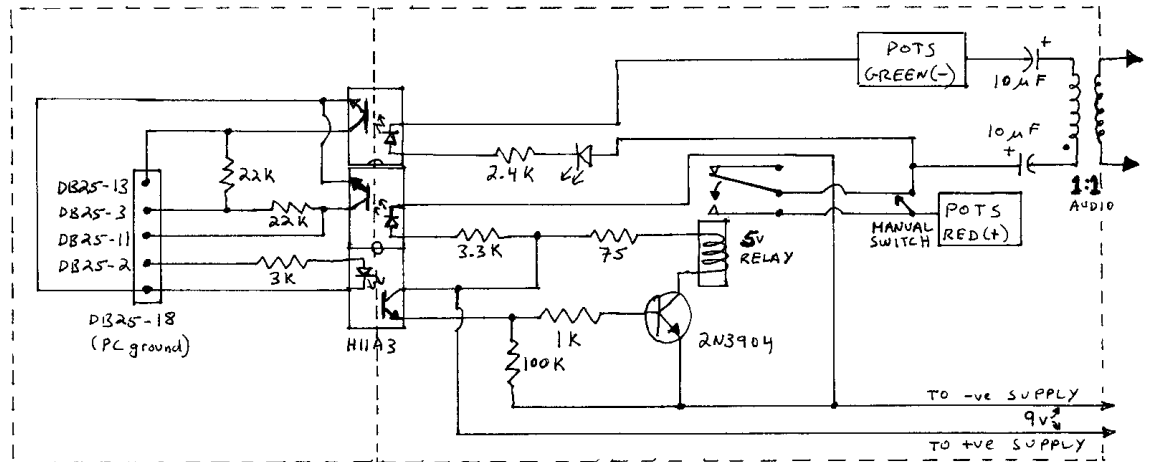 POTS
GREEN(-)
+
10μF
10μF
+
1:1
AUDIO
2.4K
22K
DB25-13
DB25-3
DB25-11
DB25-2
22K
3K
DB25-18
(PC ground)
H11A3
3.3K
75
5v
RELAY
MANUAL
SWITCH
POTS
RED(+)
1K
100K
2N3904
TO -ve SUPPLY
9v
TO +ve SUPPLY